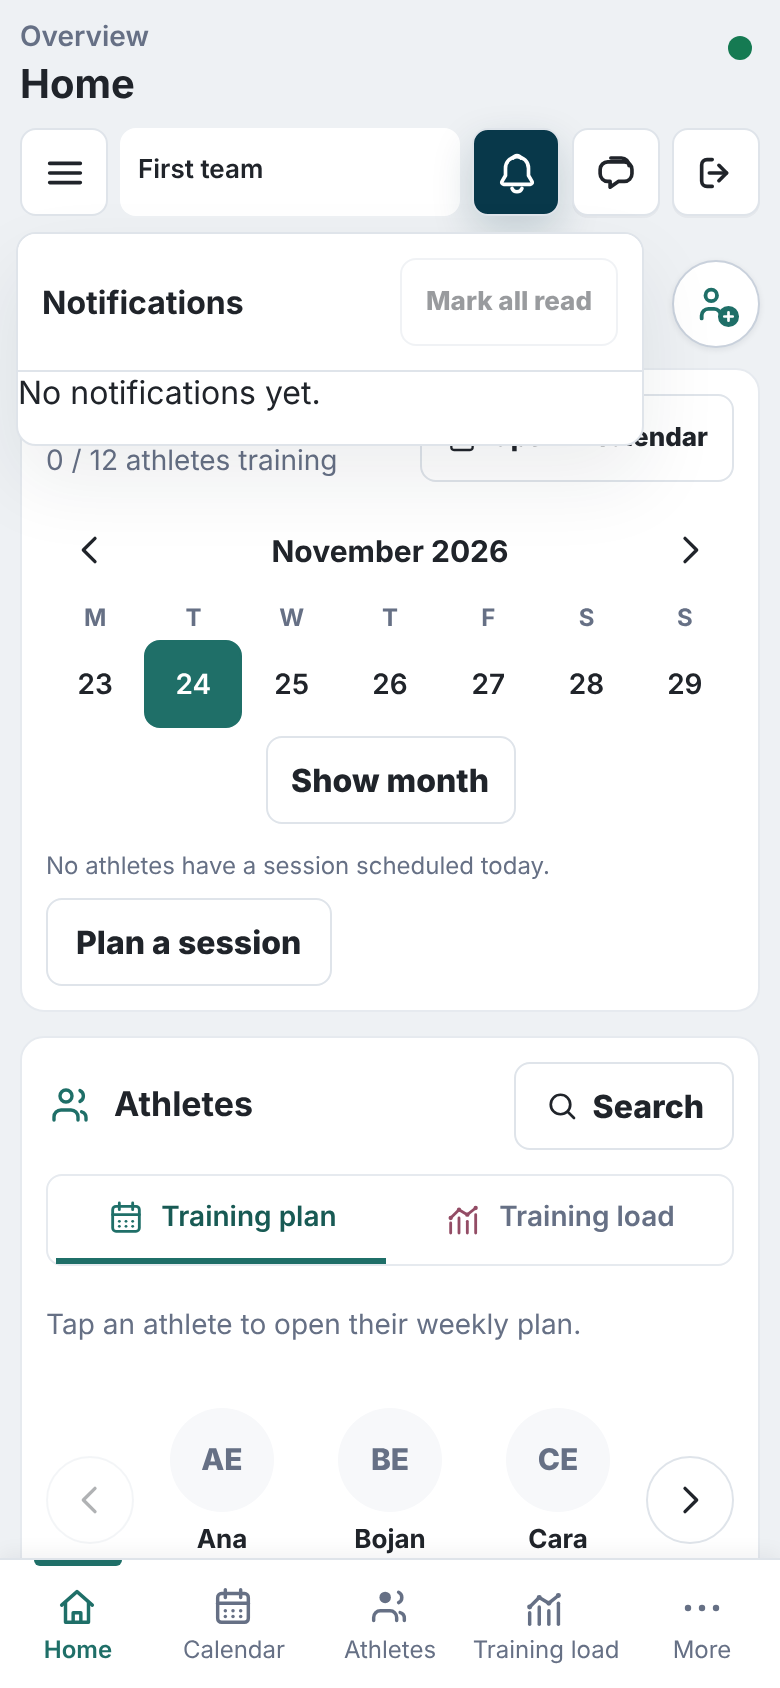 Overview
Home
First team
Notifications
Mark all read
No notifications yet.
0 / 12 athletes training
November 2026
M T W T F S S
23 24 25 26 27 28 29
Show month
No athletes have a session scheduled today.
Plan a session
Athletes
Search
Training plan
Training load
Tap an athlete to open their weekly plan.
AE BE CE
Ana Bojan Cara
Home Calendar Athletes Training load More